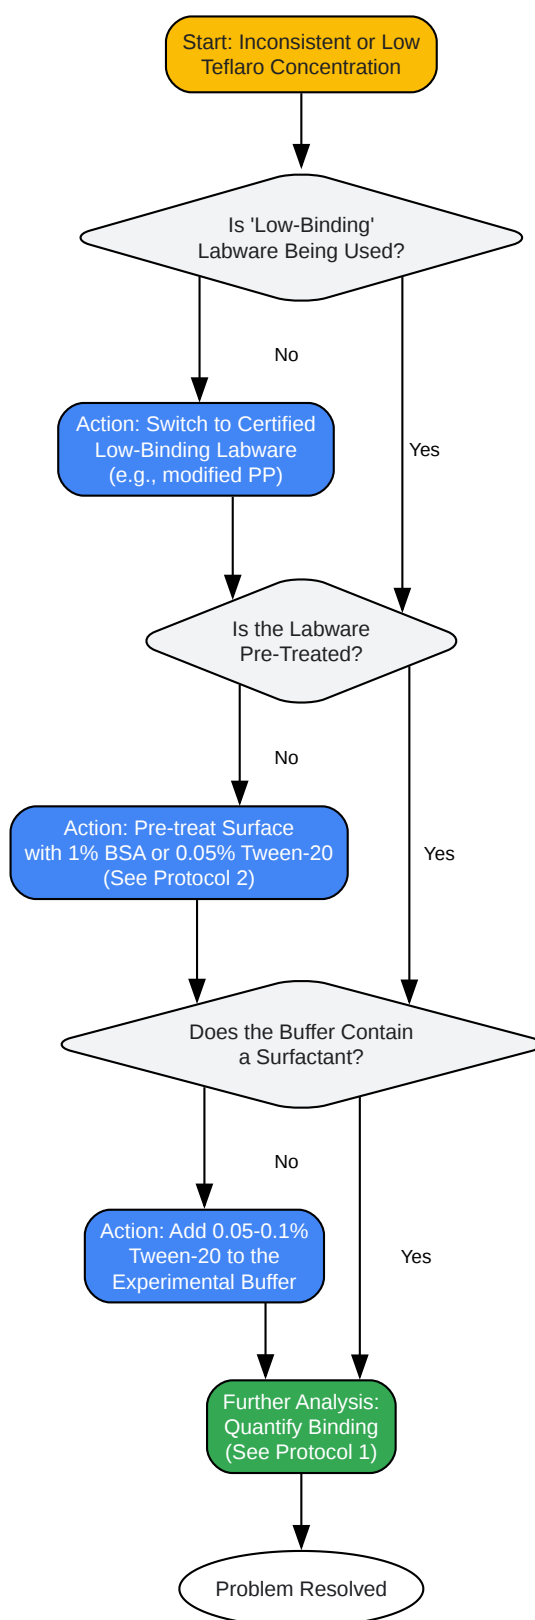 Start: Inconsistent or Low
Teflaro Concentration
Is 'Low-Binding'
Labware Being Used?
No
Action: Switch to Certified
Low-Binding Labware
(e.g., modified PP)
Yes
Is the Labware
Pre-Treated?
No
Action: Pre-treat Surface
with 1% BSA or 0.05% Tween-20
(See Protocol 2)
Yes
Does the Buffer Contain
a Surfactant?
No
Action: Add 0.05-0.1%
Tween-20 to the
Experimental Buffer
Yes
Further Analysis:
Quantify Binding
(See Protocol 1)
Problem Resolved